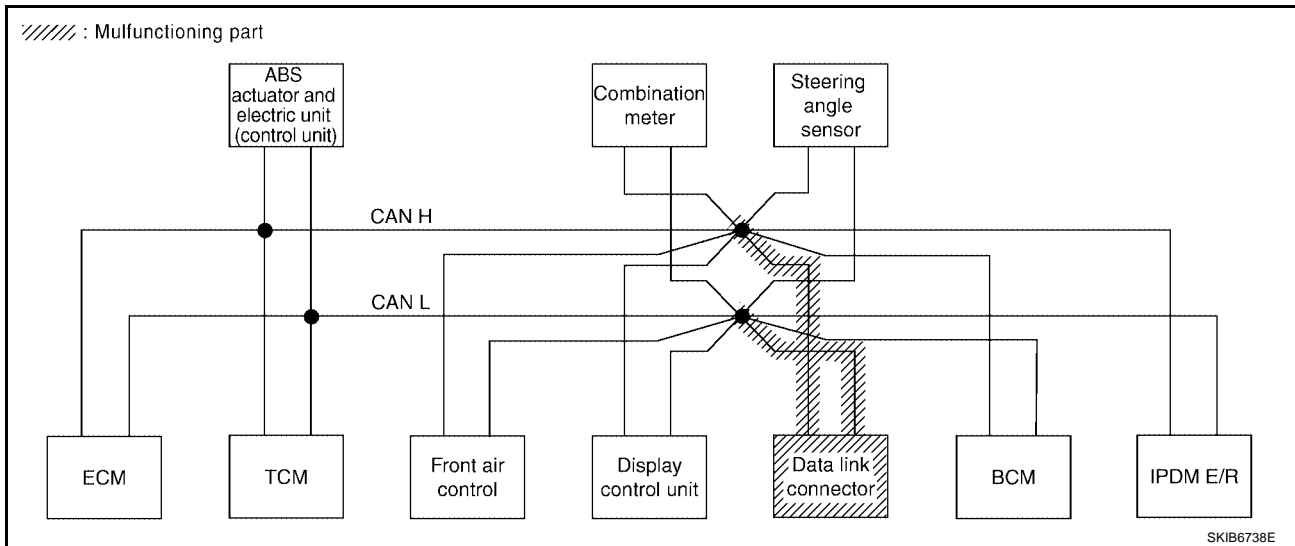 : Mulfunctioning part
ABS
actuator and
electric unit
(control unit)
Combination
meter
Steering
angle
sensor
CAN H
CAN L
ECM
TCM
Front air
control
Display
control unit
Data link
connector
BCM
IPDM E/R
SKIB6738E